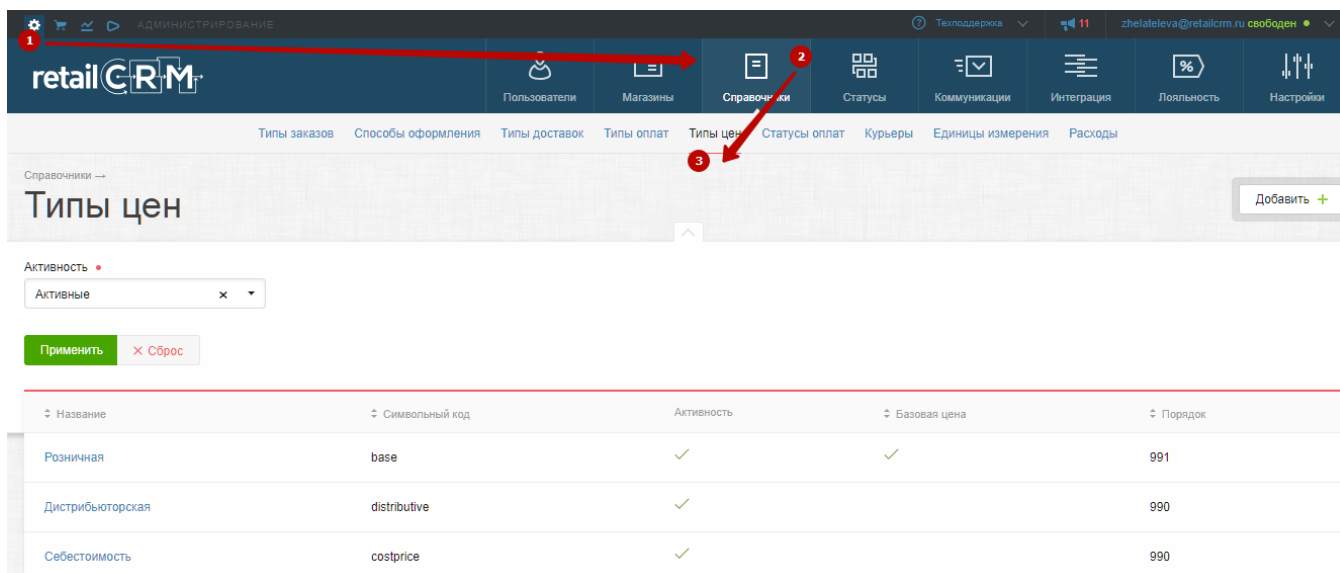 АДМИНИСТРИРОВАНИЕ ? Техподдержка 11 zhelateleva@retailcrm.ru свободен
1 2
retailCRM Пользователи Магазины Справочники Статусы Коммуникации Интеграция % Лояльность Настройки
Типы заказов Способы оформления Типы доставок Типы оплат Типы цен Статусы оплат Курьеры Единицы измерения Расходы
3
Справочники →
Типы цен Добавить +
Активность
Активные × 
Применить × Сброс
Название Символьный код Активность Базовая цена Порядок
Розничная base 991
Дистрибьюторская distributive 990
Себестоимость costprice 990